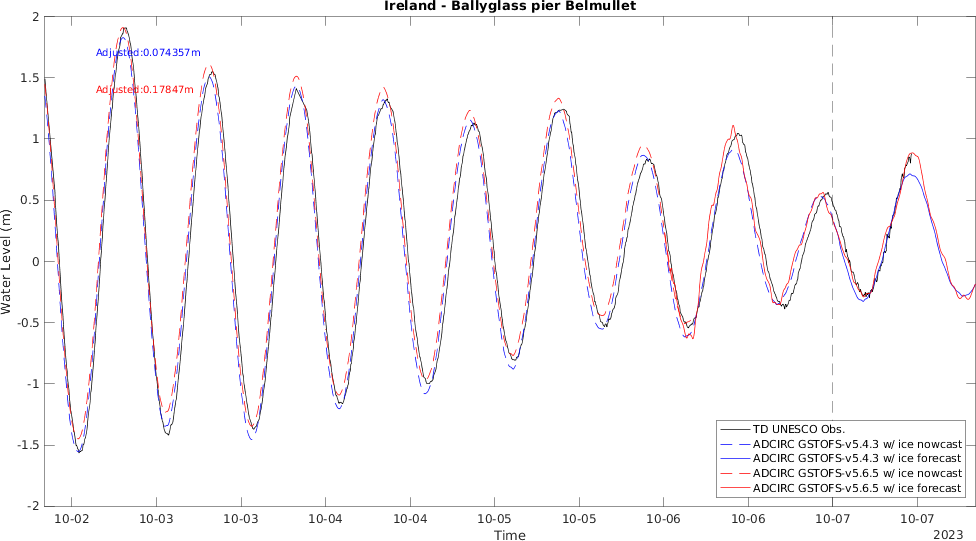 Ireland - Ballyglass pier Belmullet
2
1.5
1
0.5
0
-0.5
-1
-1.5
-2
Water Level (m)
Adjusted:0.074357m
Adjusted:0.17847m
TD UNESCO Obs.
ADCIRC GSTOFS-v5.4.3 w/ ice nowcast
ADCIRC GSTOFS-v5.4.3 w/ ice forecast
ADCIRC GSTOFS-v5.6.5 w/ ice nowcast
ADCIRC GSTOFS-v5.6.5 w/ ice forecast
10-02 10-03 10-03 10-04 10-04 10-05 10-05 10-06 10-06 10-07 10-07
Time
2023